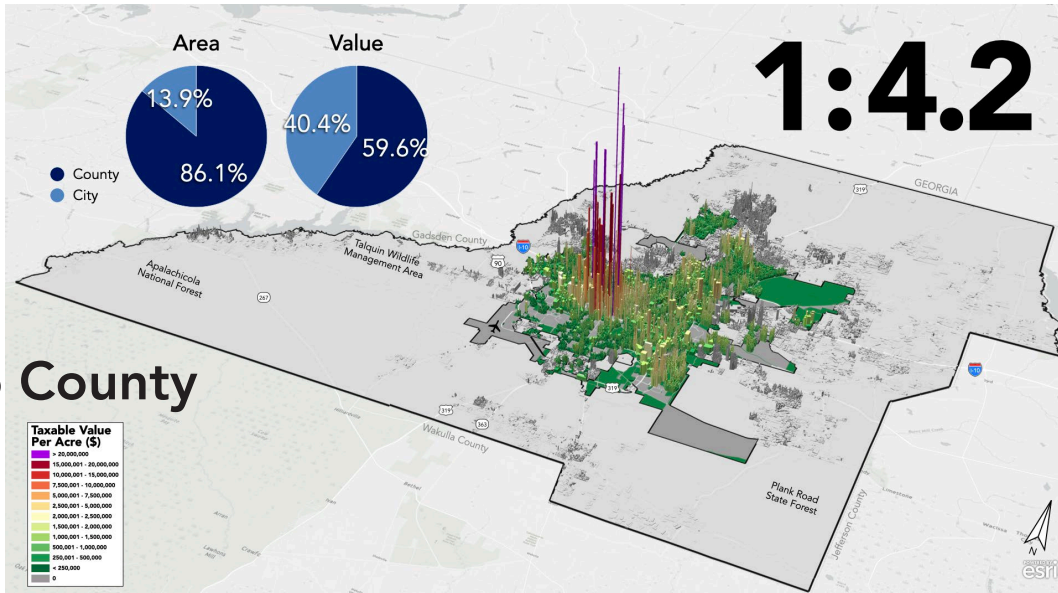 Area
Value
1:4.2
13.9%
86.1%
40.4%
59.6%
County
City
GEORGIA
319
Gadsden County
I-10
90
Talquin Wildlife
Management Area
Apalachicola
National Forest
267
319
I-10
County
319
363
Wakulla County
Taxable Value
Per Acre ($)
> 20,000,000
15,000,001 - 20,000,000
10,000,001 - 15,000,000
7,500,001 - 10,000,000
5,000,001 - 7,500,000
2,500,001 - 5,000,000
2,000,001 - 2,500,000
1,500,001 - 2,000,000
1,000,001 - 1,500,000
500,001 - 1,000,000
250,001 - 500,000
< 250,000
0
Plank Road
State Forest
Jefferson County
Limestone
Bethel
N
esri